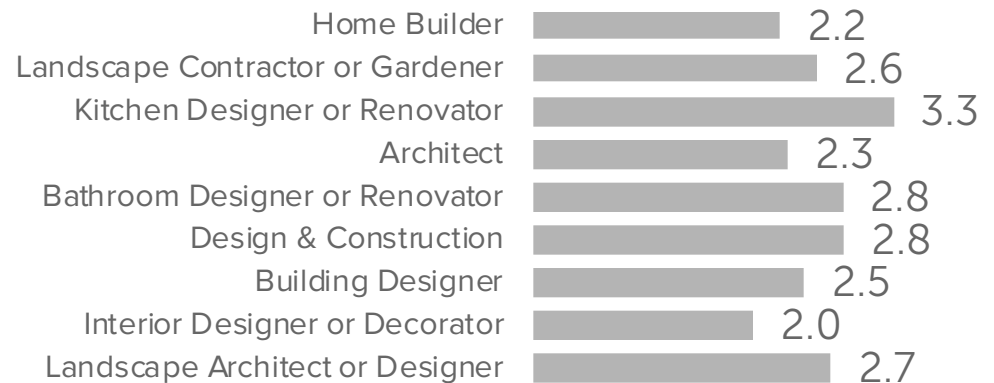 Home Builder 2.2
Landscape Contractor or Gardener 2.6
Kitchen Designer or Renovator 3.3
Architect 2.3
Bathroom Designer or Renovator 2.8
Design & Construction 2.8
Building Designer 2.5
Interior Designer or Decorator 2.0
Landscape Architect or Designer 2.7